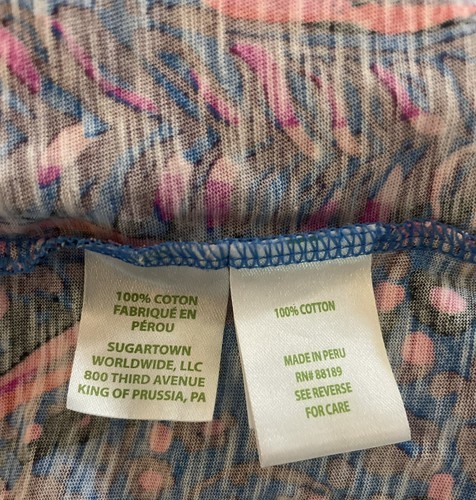 100% COTON
FABRIQUÉ EN
PÉROU
SUGARTOWN
WORLDWIDE, LLC
800 THIRD AVENUE
KING OF PRUSSIA, PA
100% COTTON
MADE IN PERU
RN# 88189
SEE REVERSE
FOR CARE